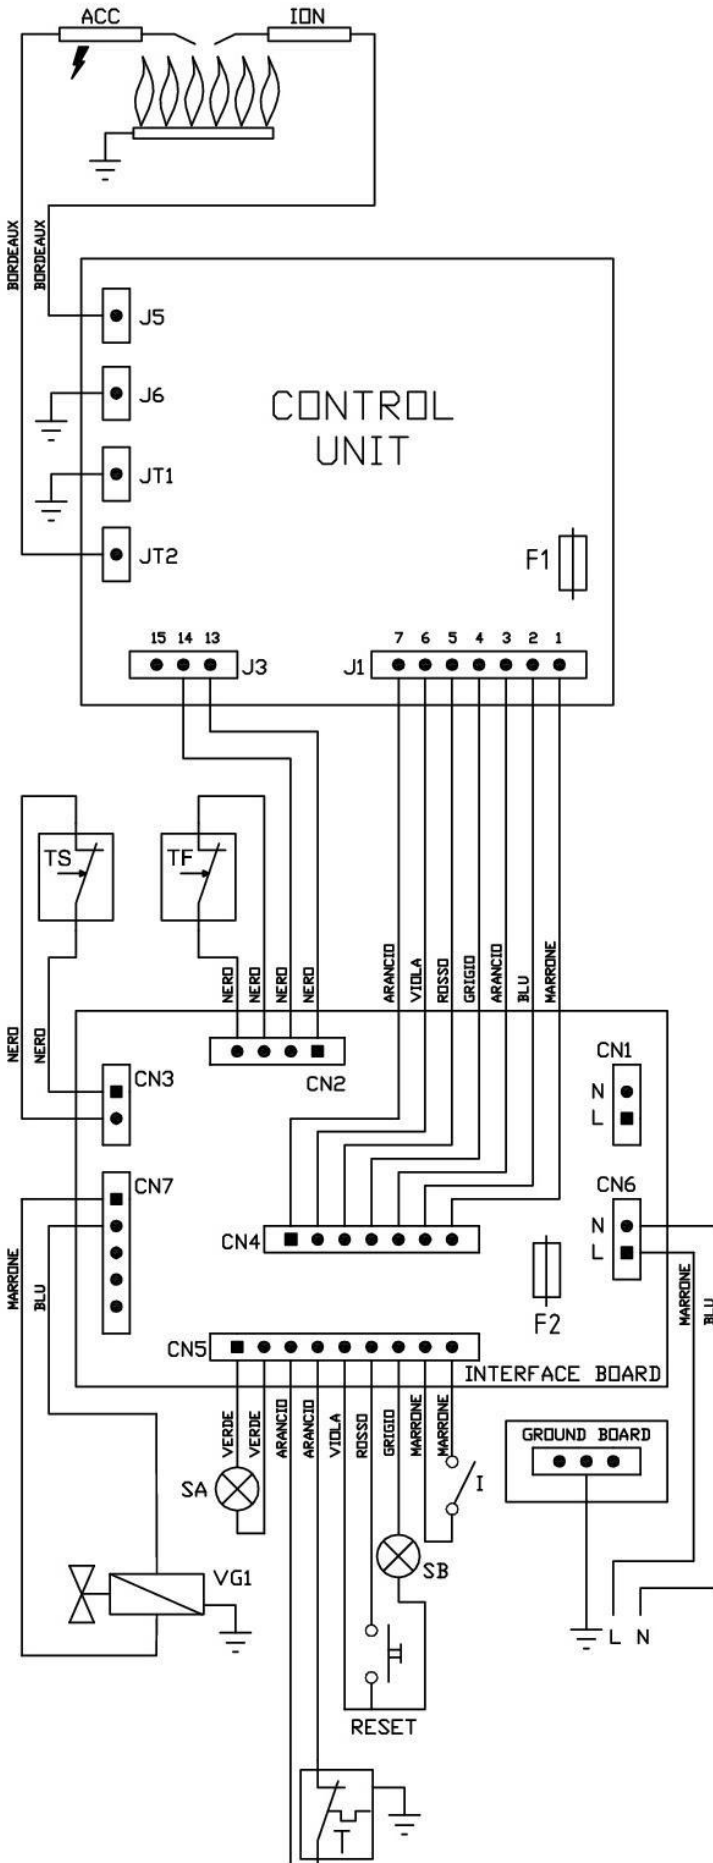 ACC ION
BORDEAUX
BORDEAUX
J5
J6
JT1
JT2
CONTROL
UNIT
F1
15 14 13
J3
7 6 5 4 3 2 1
J1
TS
TF
NERO
NERO
NERO
NERO
NERO
NERO
ARANCIO
VIOLA
ROSSO
GRIGIO
ARANCIO
BLU
MARRONE
CN3
CN2
CN1
N
L
CN7
CN6
N
L
CN4
F2
MARRONE
BLU
MARRONE
BLU
CN5
INTERFACE BOARD
VERDE
VERDE
ARANCIO
ARANCIO
VIOLA
ROSSO
GRIGIO
MARRONE
MARRONE
GROUND BOARD
SA
I
SB
VG1
L N
RESET
T